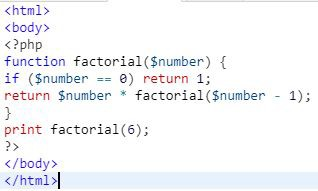 <html>
<body>
<?php
function factorial($number) {
if ($number == 0) return 1;
return $number * factorial($number - 1);
}
print factorial(6);
?>
</body>
</html>